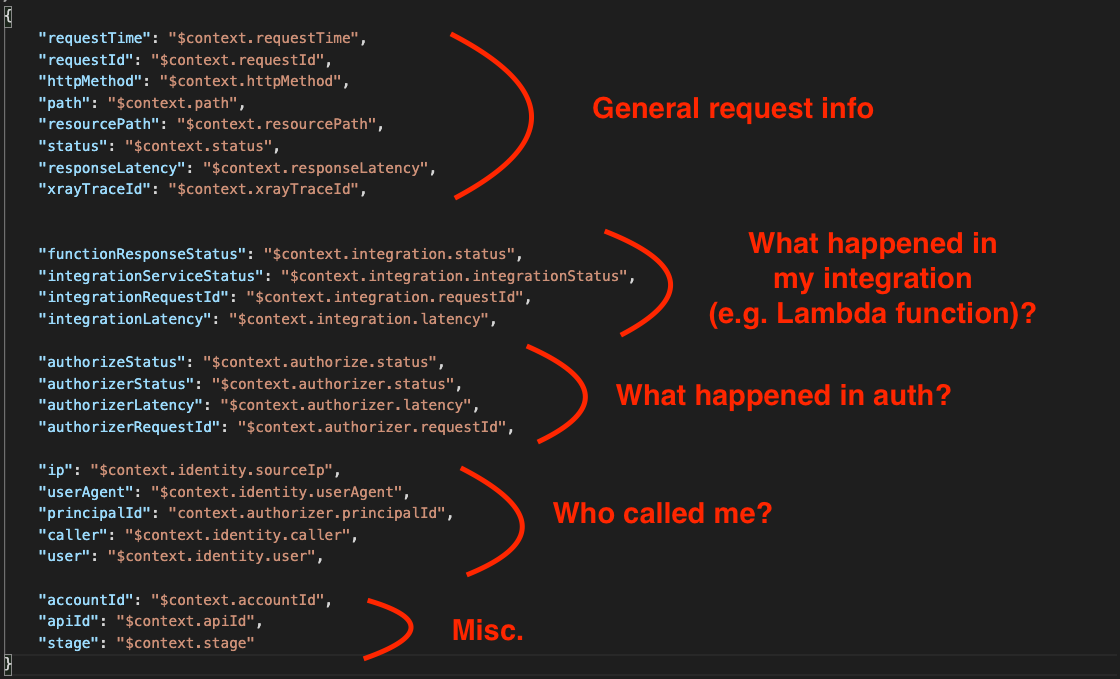 {
"requestTime": "$context.requestTime",
"requestId": "$context.requestId",
"httpMethod": "$context.httpMethod",
"path": "$context.path",
"resourcePath": "$context.resourcePath",
"status": "$context.status",
"responseLatency": "$context.responseLatency",
"xrayTraceId": "$context.xrayTraceId",
General request info
"functionResponseStatus": "$context.integration.status",
"integrationServiceStatus": "$context.integration.integrationStatus",
"integrationRequestId": "$context.integration.requestId",
"integrationLatency": "$context.integration.latency",
What happened in
my integration
(e.g. Lambda function)?
"authorizeStatus": "$context.authorize.status",
"authorizerStatus": "$context.authorizer.status",
"authorizerLatency": "$context.authorizer.latency",
"authorizerRequestId": "$context.authorizer.requestId",
What happened in auth?
"ip": "$context.identity.sourceIp",
"userAgent": "$context.identity.userAgent",
"principalId": "context.authorizer.principalId",
"caller": "$context.identity.caller",
"user": "$context.identity.user",
Who called me?
"accountId": "$context.accountId",
"apiId": "$context.apiId",
"stage": "$context.stage"
Misc.
}